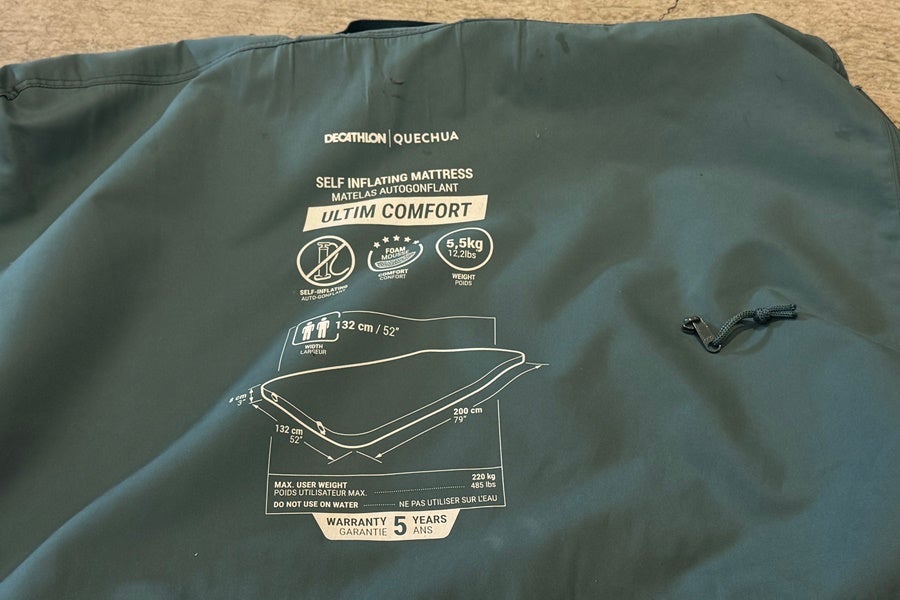 DECATHLON | QUECHUA
SELF INFLATING MATTRESS
MATELAS AUTOGONFLANT
ULTIM COMFORT
FOAM
MOUSSE
COMFORT
CONFORT
5,5kg
12,2lbs
WEIGHT
POIDS
SELF-INFLATING
AUTO-GONFLANT
132 cm / 52"
WIDTH
LARGEUR
8 cm
3"
132 cm
52"
200 cm
79"
MAX. USER WEIGHT 220 kg
POIDS UTILISATEUR MAX. 485 lbs
DO NOT USE ON WATER NE PAS UTILISER SUR L'EAU
WARRANTY 5 YEARS
GARANTIE ANS